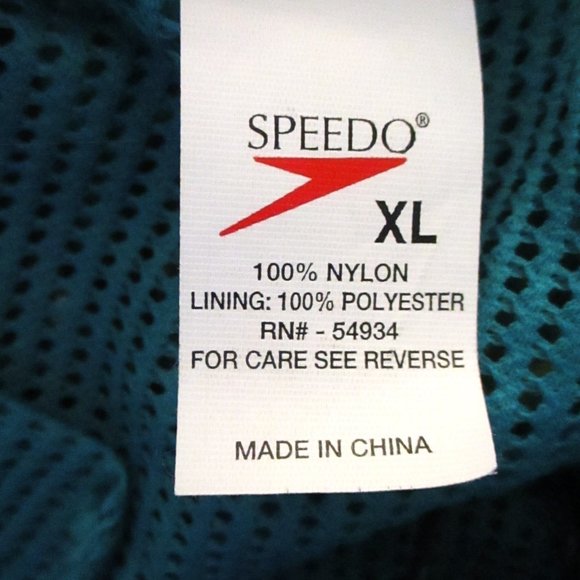 SPEEDO®
XL
100% NYLON
LINING: 100% POLYESTER
RN# - 54934
FOR CARE SEE REVERSE
MADE IN CHINA